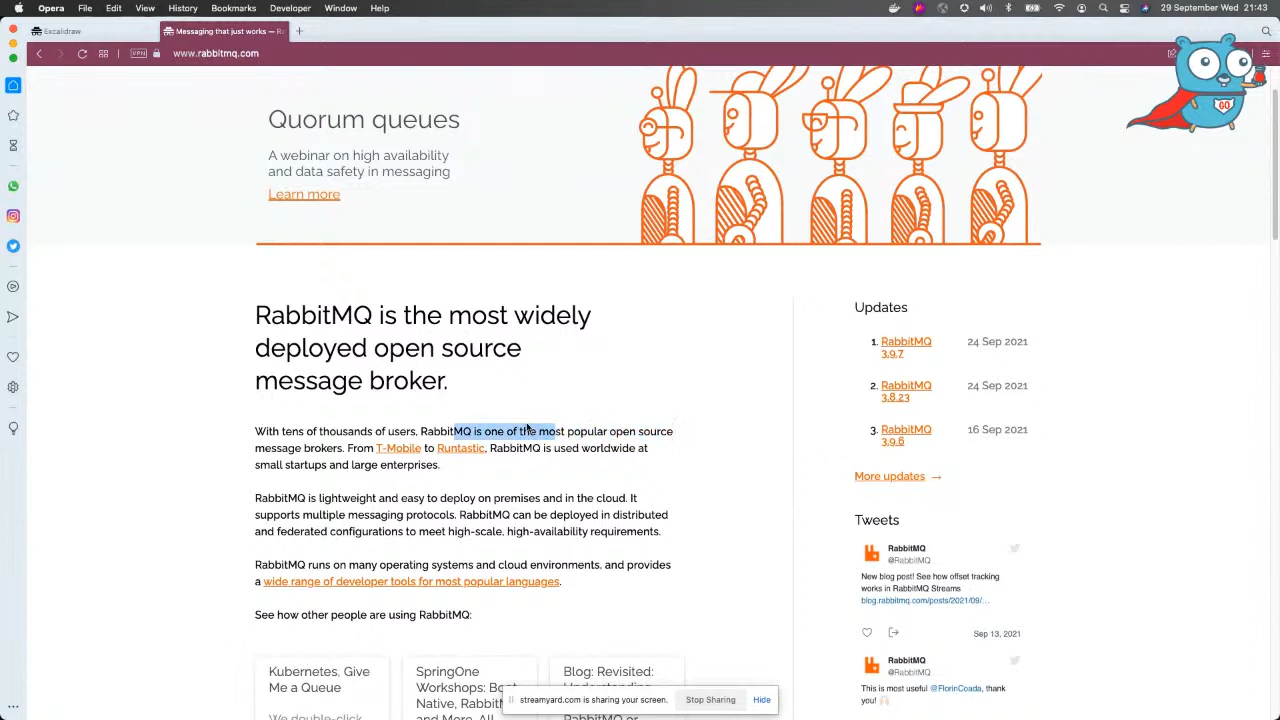 Opera File Edit View History Bookmarks Developer Window Help
29 September Wed 21:43
Excalidraw
Messaging that just works — Ra
VPN www.rabbitmq.com
GO
Quorum queues
A webinar on high availability
and data safety in messaging
Learn more
RabbitMQ is the most widely
deployed open source
message broker.
With tens of thousands of users, RabbitMQ is one of the most popular open source
message brokers. From T-Mobile to Runtastic, RabbitMQ is used worldwide at
small startups and large enterprises.
RabbitMQ is lightweight and easy to deploy on premises and in the cloud. It
supports multiple messaging protocols. RabbitMQ can be deployed in distributed
and federated configurations to meet high-scale, high-availability requirements.
RabbitMQ runs on many operating systems and cloud environments, and provides
a wide range of developer tools for most popular languages.
See how other people are using RabbitMQ:
Kubernetes, Give
Me a Queue
We double-click
SpringOne
Workshops:
Native,
and More. All
Blog: Revisited:
RabbitMQ or
Updates
1. RabbitMQ 24 Sep 2021
3.9.7
2. RabbitMQ 24 Sep 2021
3.8.23
3. RabbitMQ 16 Sep 2021
3.9.6
More updates →
Tweets
RabbitMQ
@RabbitMQ
New blog post! See how offset tracking
works in RabbitMQ Streams
blog.rabbitmq.com/posts/2021/09/…
Sep 13, 2021
RabbitMQ
@RabbitMQ
This is most useful @FlorinCoada, thank
you! 🙌🏻
streamyard.com is sharing your screen. Stop Sharing Hide